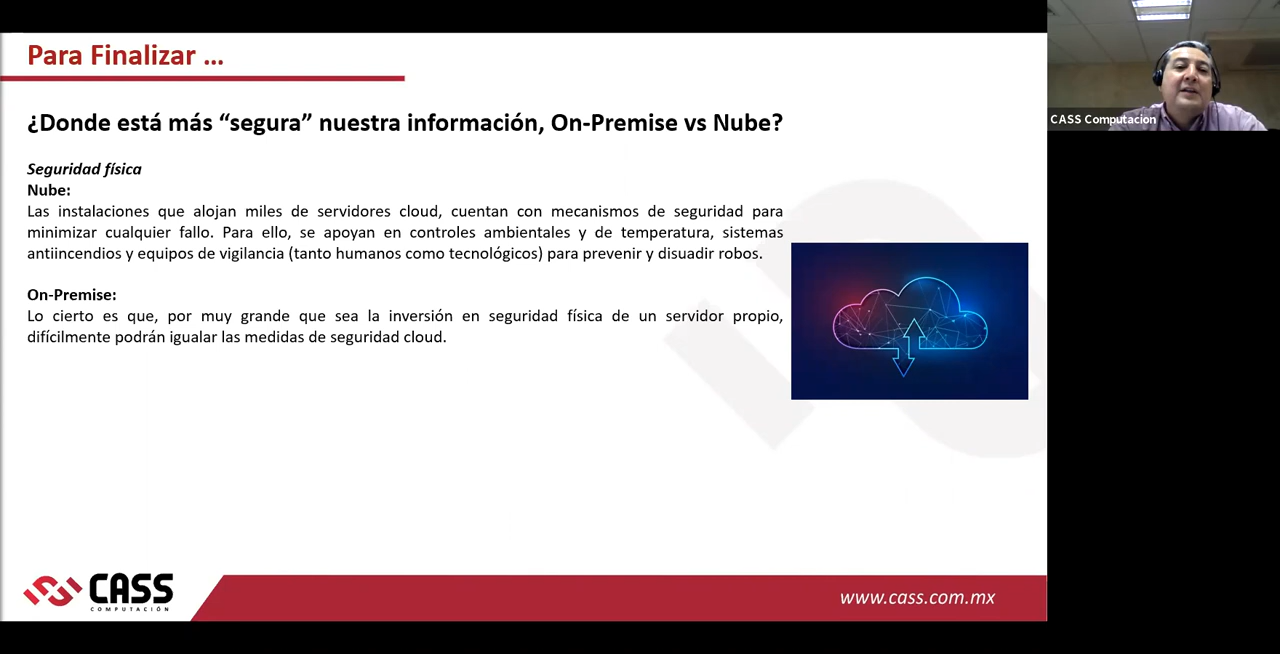 Para Finalizar ...
¿Donde está más “segura” nuestra información, On-Premise vs Nube?
Seguridad física
Nube:
Las instalaciones que alojan miles de servidores cloud, cuentan con mecanismos de seguridad para
minimizar cualquier fallo. Para ello, se apoyan en controles ambientales y de temperatura, sistemas
antiincendios y equipos de vigilancia (tanto humanos como tecnológicos) para prevenir y disuadir robos.
On-Premise:
Lo cierto es que, por muy grande que sea la inversión en seguridad física de un servidor propio,
difícilmente podrán igualar las medidas de seguridad cloud.
CASS
COMPUTACIÓN
www.cass.com.mx
CASS Computacion